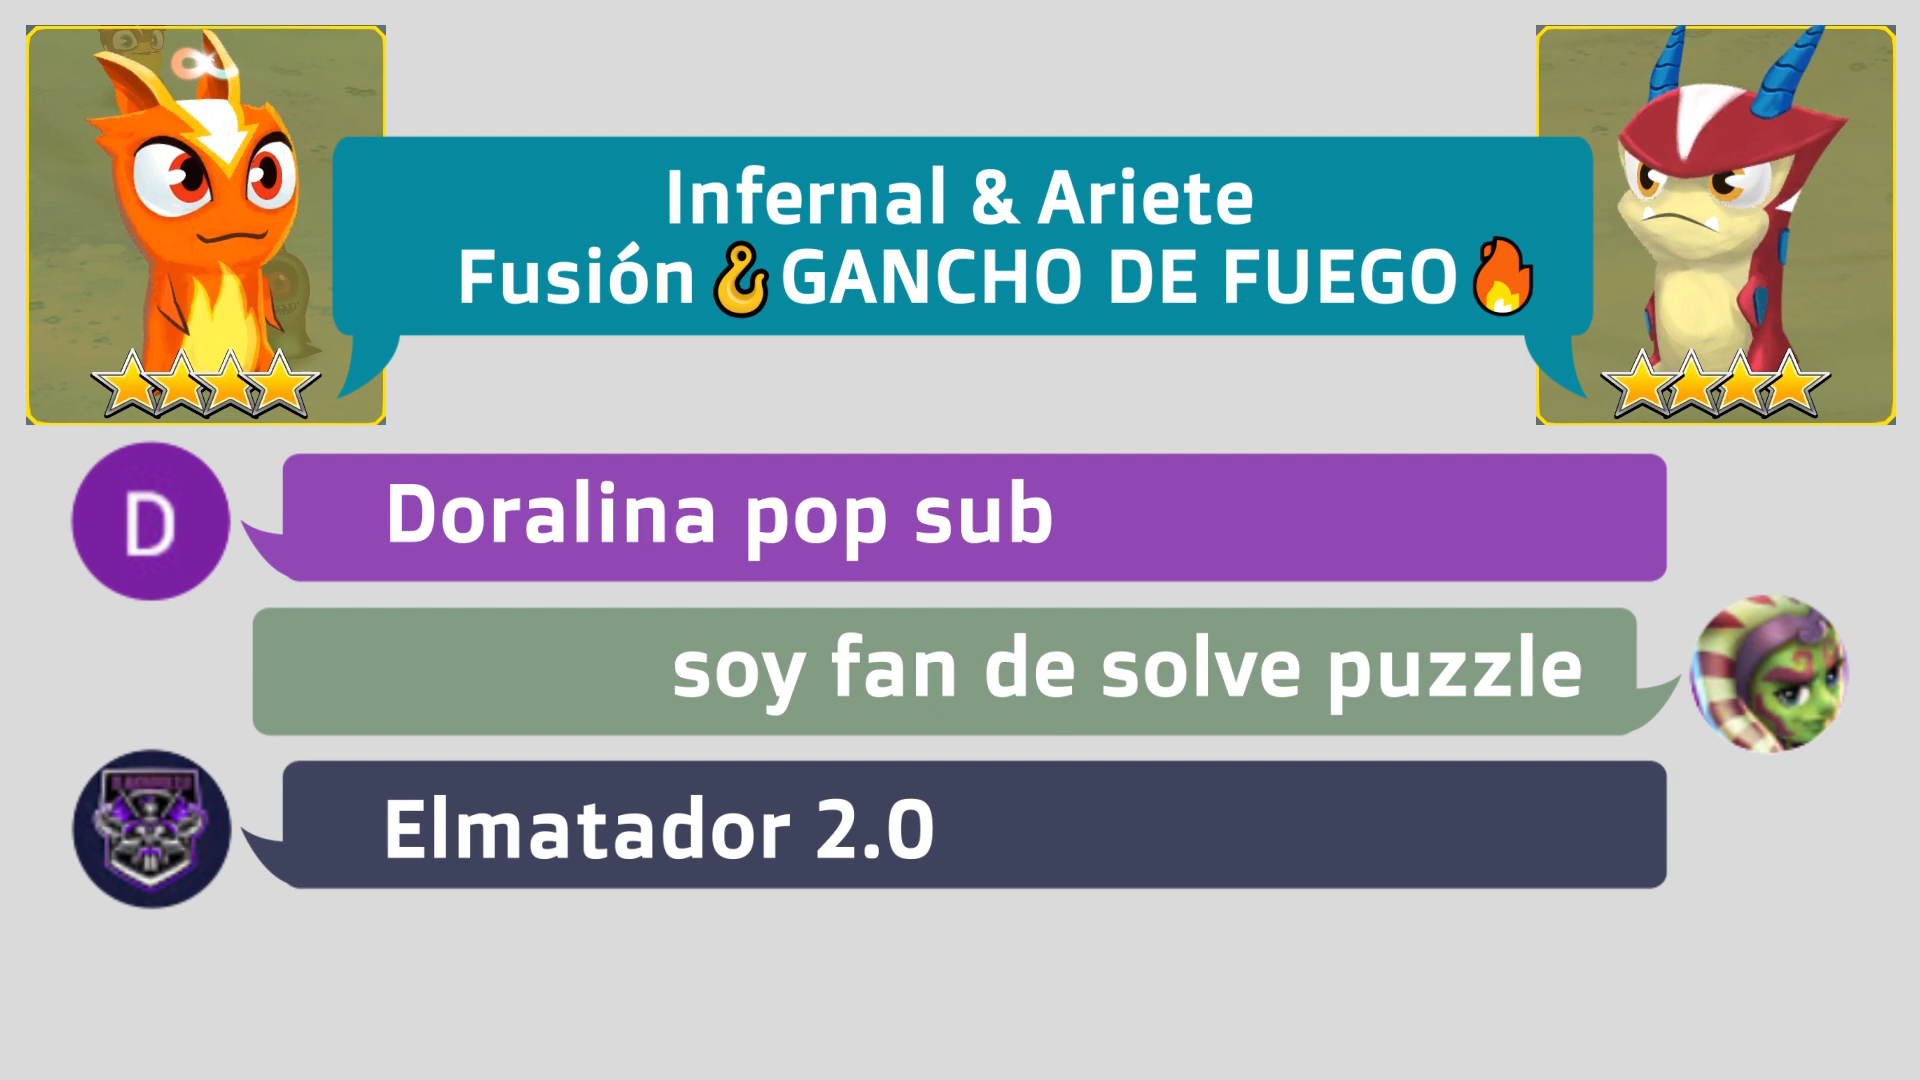 Infernal & Ariete
Fusión🪝GANCHO DE FUEGO🔥
D
Doralina pop sub
soy fan de solve puzzle
Elmatador 2.0